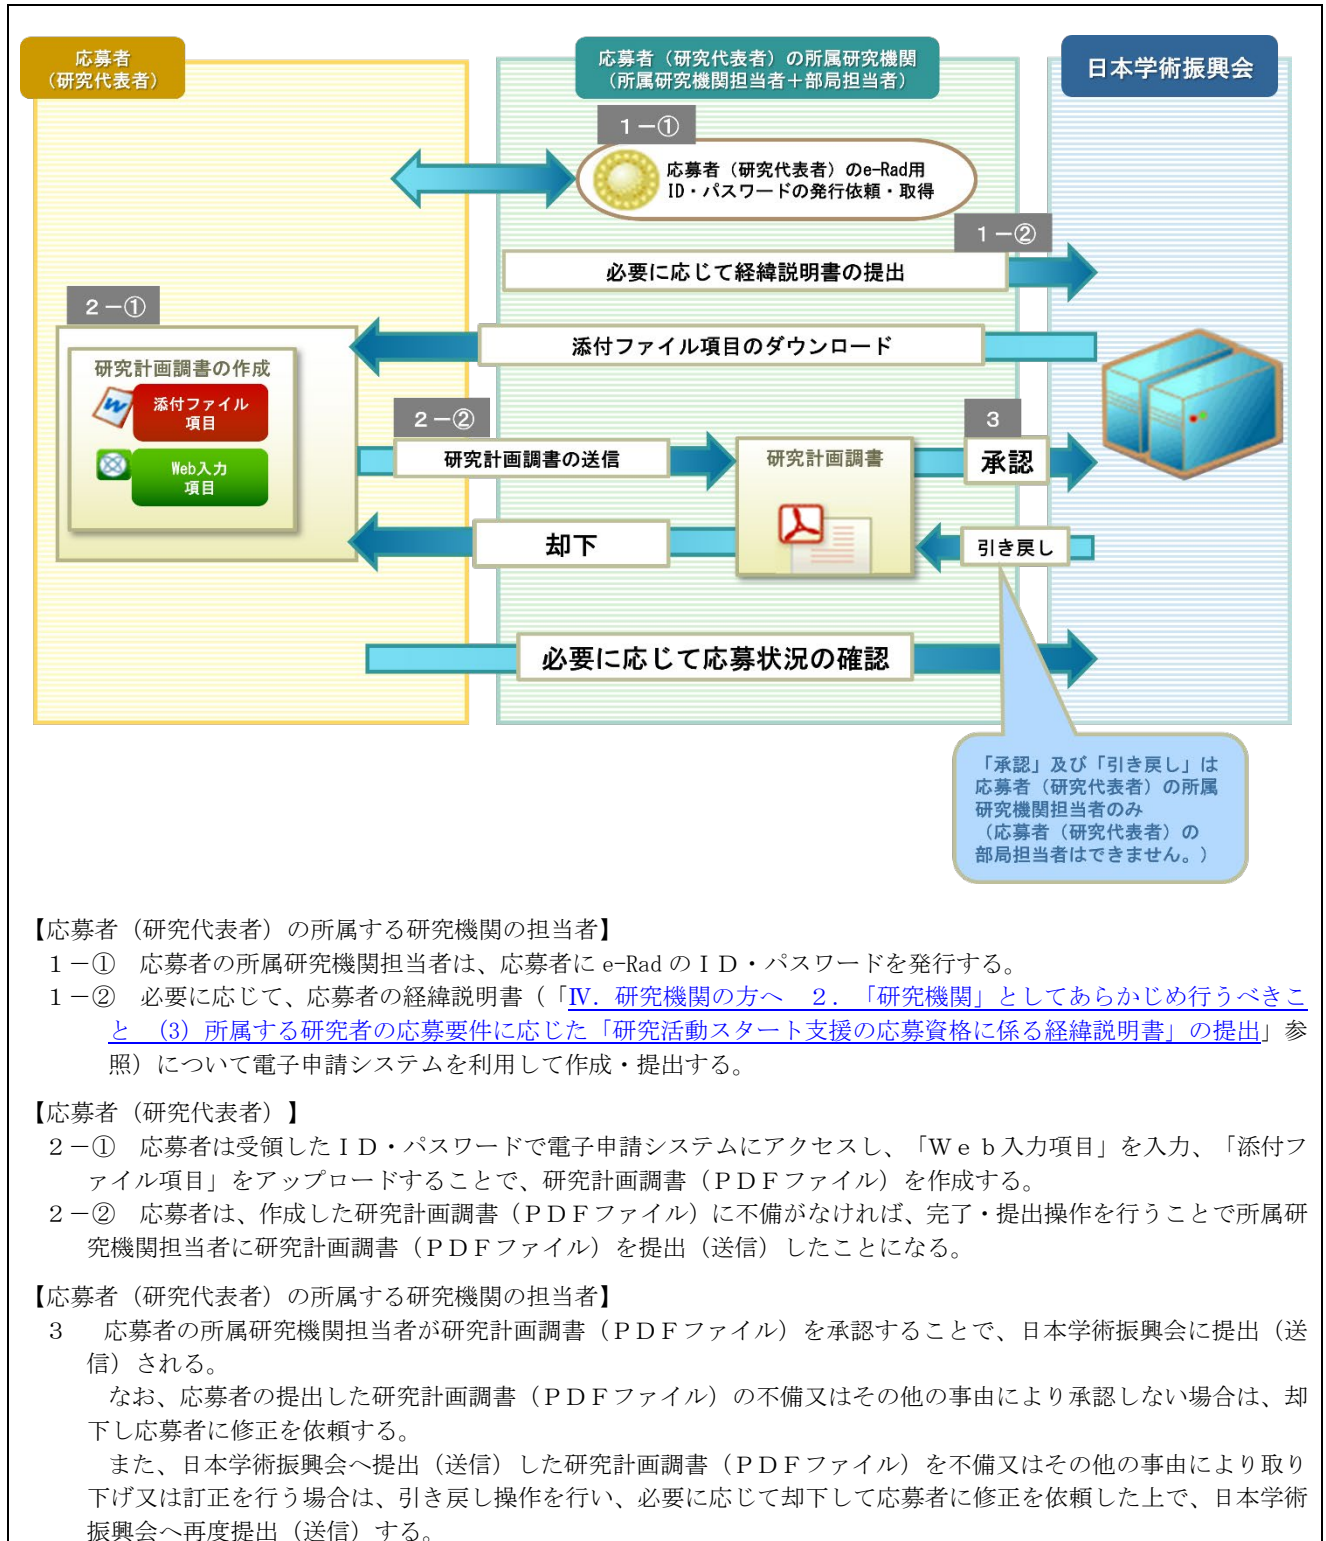 応募者
（研究代表者）
応募者（研究代表者）の所属研究機関
（所属研究機関担当者＋部局担当者）
日本学術振興会
１－①
応募者（研究代表者）のe-Rad用
ID・パスワードの発行依頼・取得
１－②
必要に応じて経緯説明書の提出
２－①
添付ファイル項目のダウンロード
研究計画調書の作成
添付ファイル
項目
Web入力
項目
２－②
研究計画調書の送信
研究計画調書
３
承認
却下
引き戻し
必要に応じて応募状況の確認
「承認」及び「引き戻し」は
応募者（研究代表者）の所属
研究機関担当者のみ
（応募者（研究代表者）の
部局担当者はできません。）
【応募者（研究代表者）の所属する研究機関の担当者】
１－①　応募者の所属研究機関担当者は、応募者に e-Rad のＩＤ・パスワードを発行する。
１－②　必要に応じて、応募者の経緯説明書（「Ⅳ．研究機関の方へ　２．「研究機関」としてあらかじめ行うべきこ
と　(3) 所属する研究者の応募要件に応じた「研究活動スタート支援の応募資格に係る経緯説明書」の提出」参
照）について電子申請システムを利用して作成・提出する。
【応募者（研究代表者）】
２－①　応募者は受領したＩＤ・パスワードで電子申請システムにアクセスし、「Ｗｅｂ入力項目」を入力、「添付フ
ァイル項目」をアップロードすることで、研究計画調書（ＰＤＦファイル）を作成する。
２－②　応募者は、作成した研究計画調書（ＰＤＦファイル）に不備がなければ、完了・提出操作を行うことで所属研
究機関担当者に研究計画調書（ＰＤＦファイル）を提出（送信）したことになる。
【応募者（研究代表者）の所属する研究機関の担当者】
３　　応募者の所属研究機関担当者が研究計画調書（ＰＤＦファイル）を承認することで、日本学術振興会に提出（送
信）される。
なお、応募者の提出した研究計画調書（ＰＤＦファイル）の不備又はその他の事由により承認しない場合は、却
下し応募者に修正を依頼する。
また、日本学術振興会へ提出（送信）した研究計画調書（ＰＤＦファイル）を不備又はその他の事由により取り
下げ又は訂正を行う場合は、引き戻し操作を行い、必要に応じて却下して応募者に修正を依頼した上で、日本学術
振興会へ再度提出（送信）する。